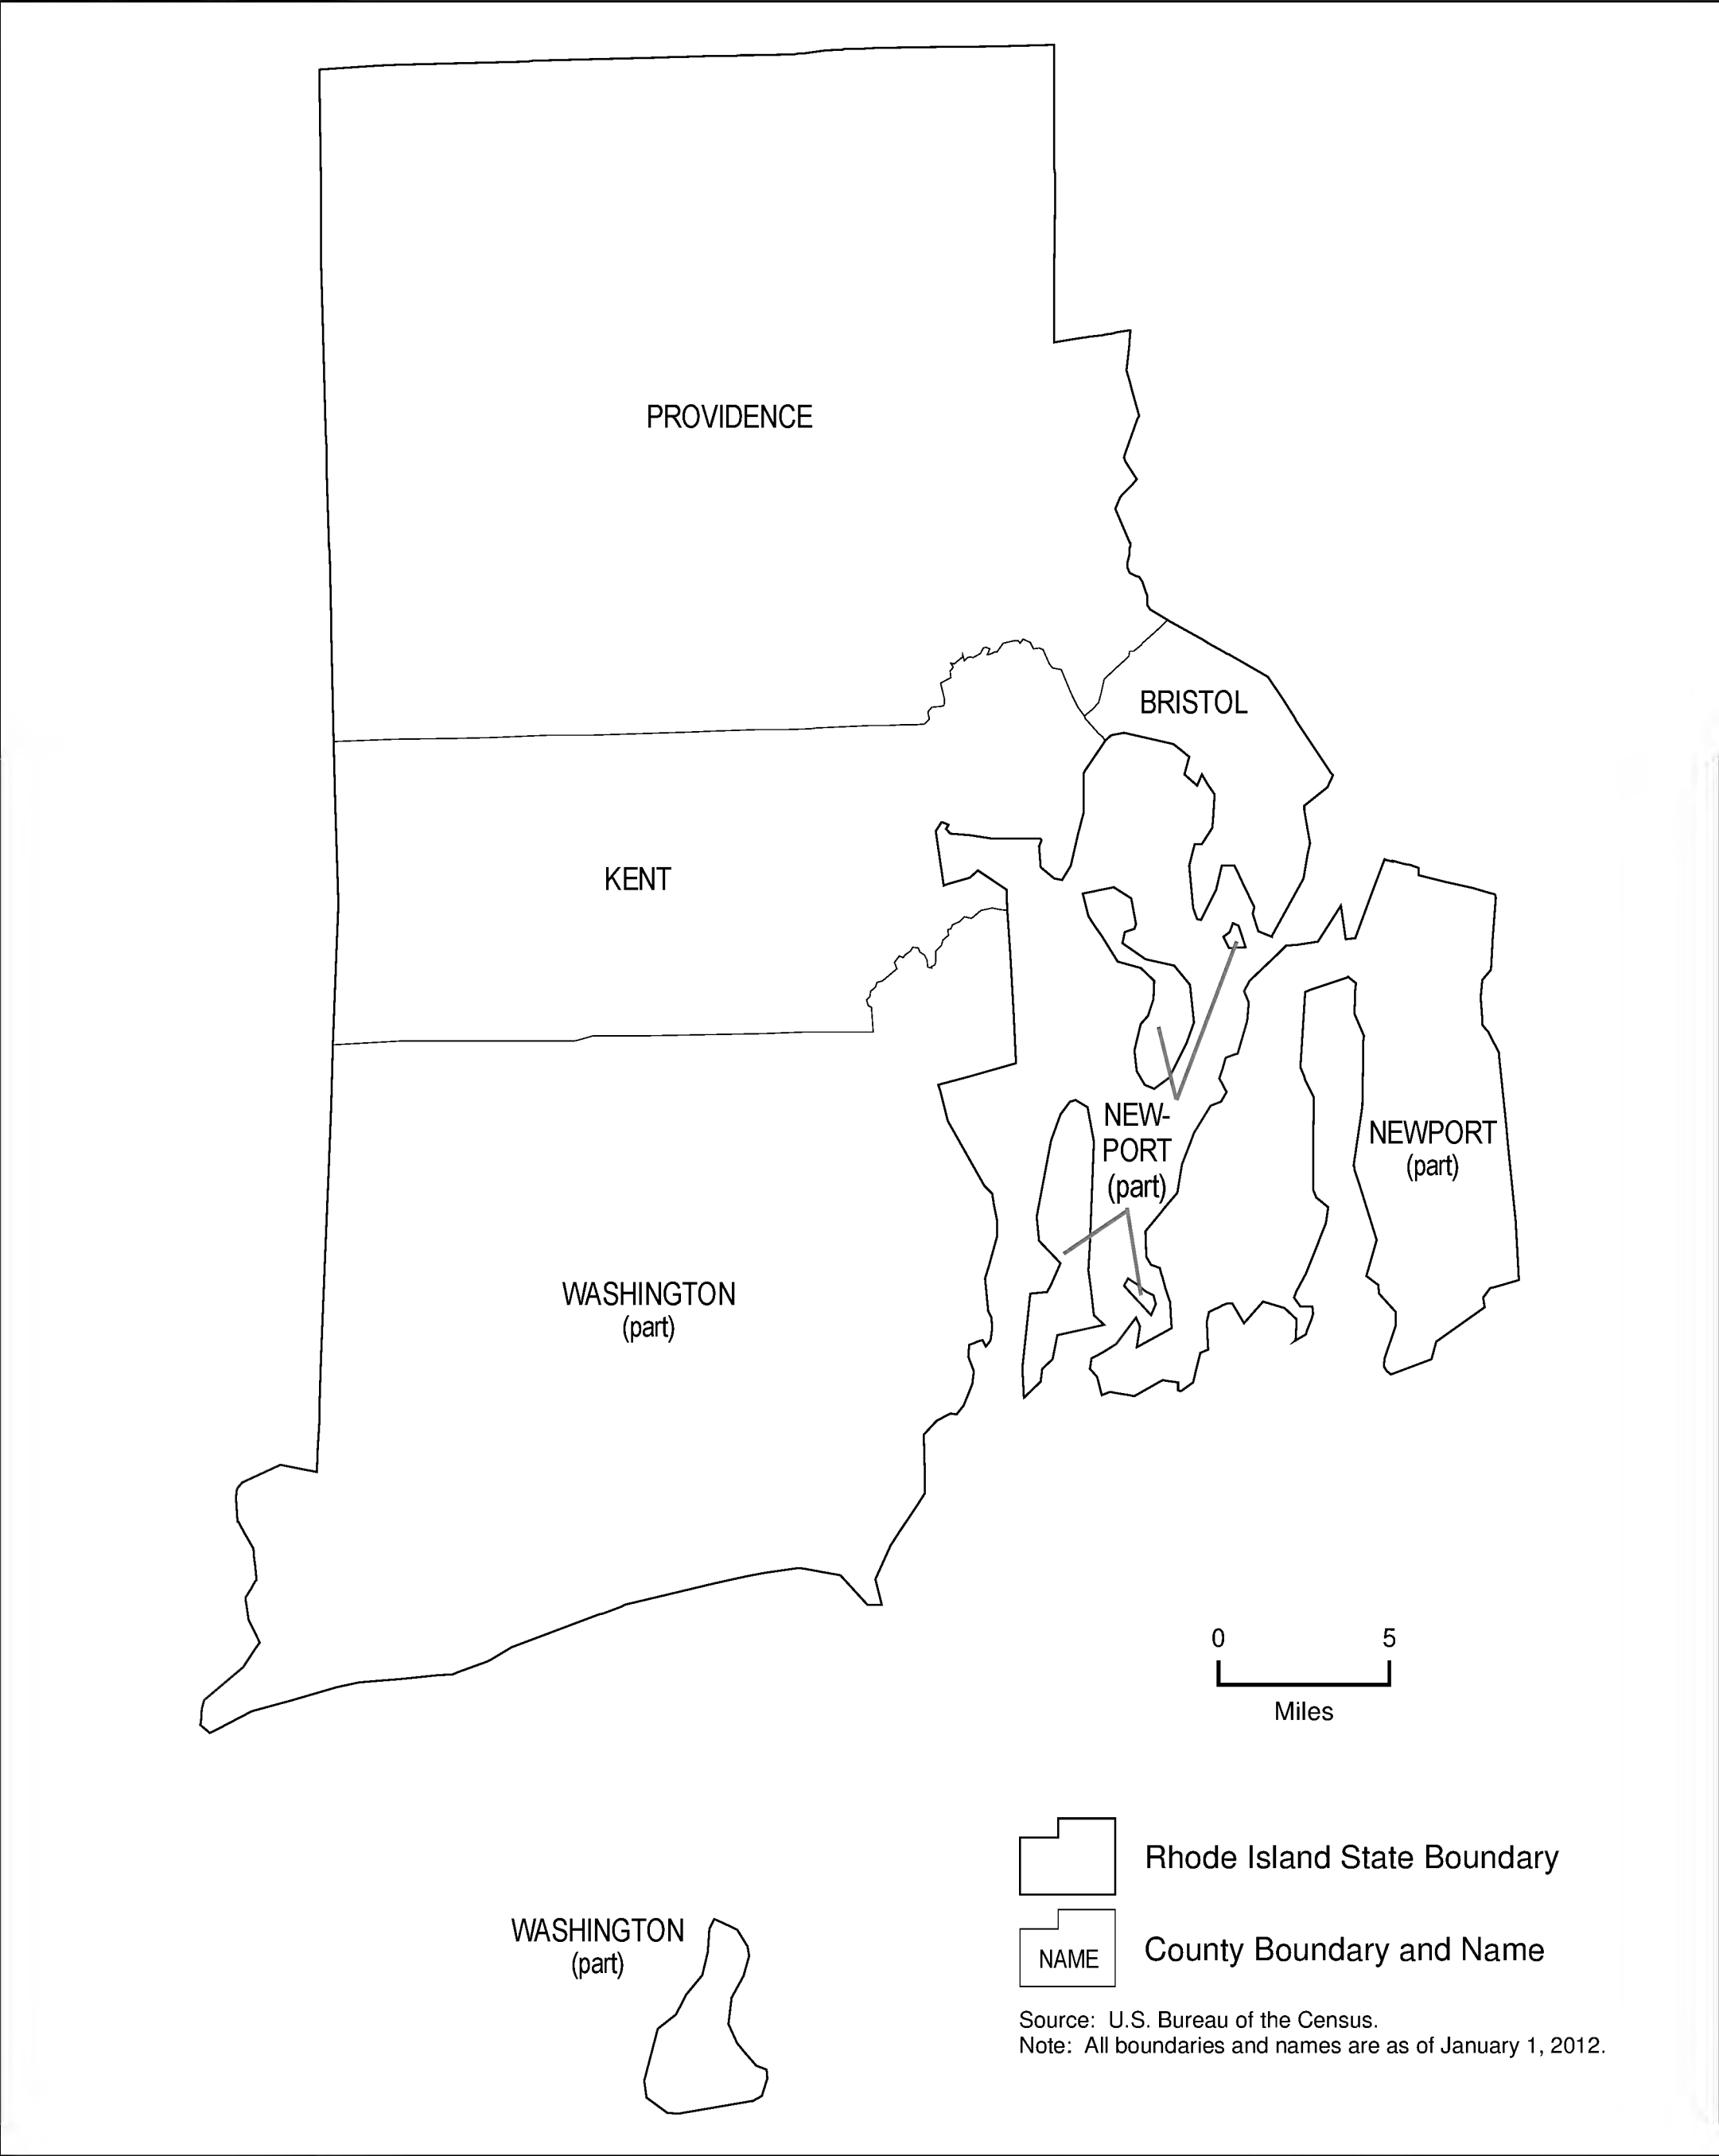 PROVIDENCE
BRISTOL
KENT
NEW-
PORT
(part)
NEWPORT
(part)
WASHINGTON
(part)
0 5
Miles
Rhode Island State Boundary
WASHINGTON
(part)
NAME
County Boundary and Name
Source: U.S. Bureau of the Census.
Note: All boundaries and names are as of January 1, 2012.